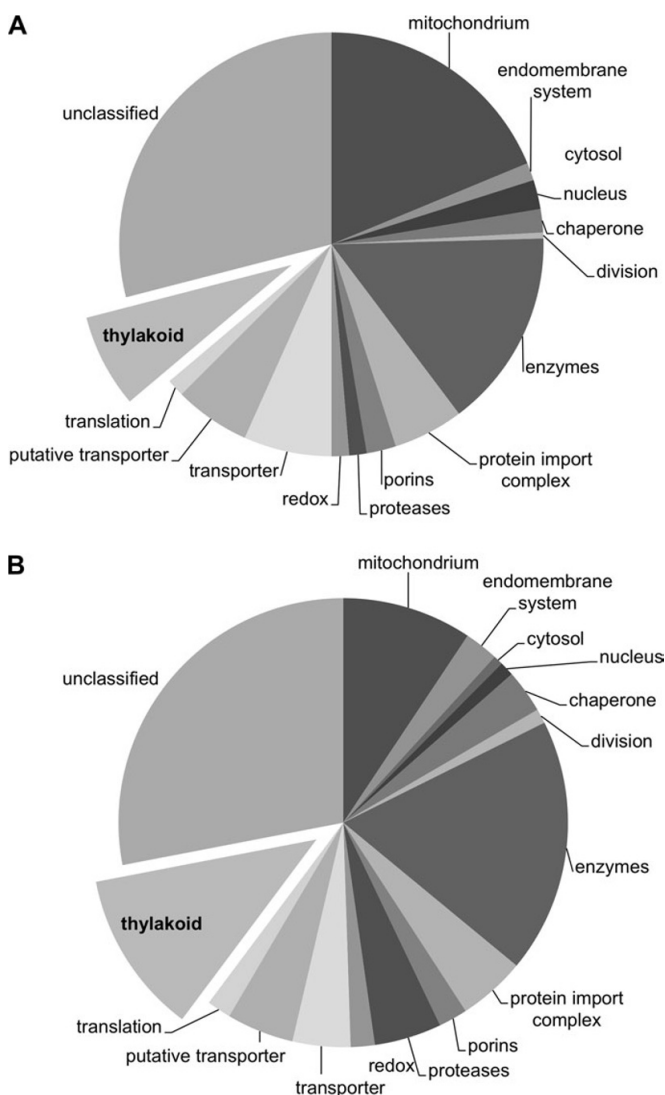 A
mitochondrium
endomembrane
system
unclassified
cytosol
nucleus
chaperone
division
thylakoid
enzymes
translation
putative transporter
transporter
protein import
complex
porins
redox
proteases
B
mitochondrium
endomembrane
system
cytosol
nucleus
unclassified
chaperone
division
enzymes
thylakoid
protein import
complex
translation
putative transporter
porins
redox
proteases
transporter